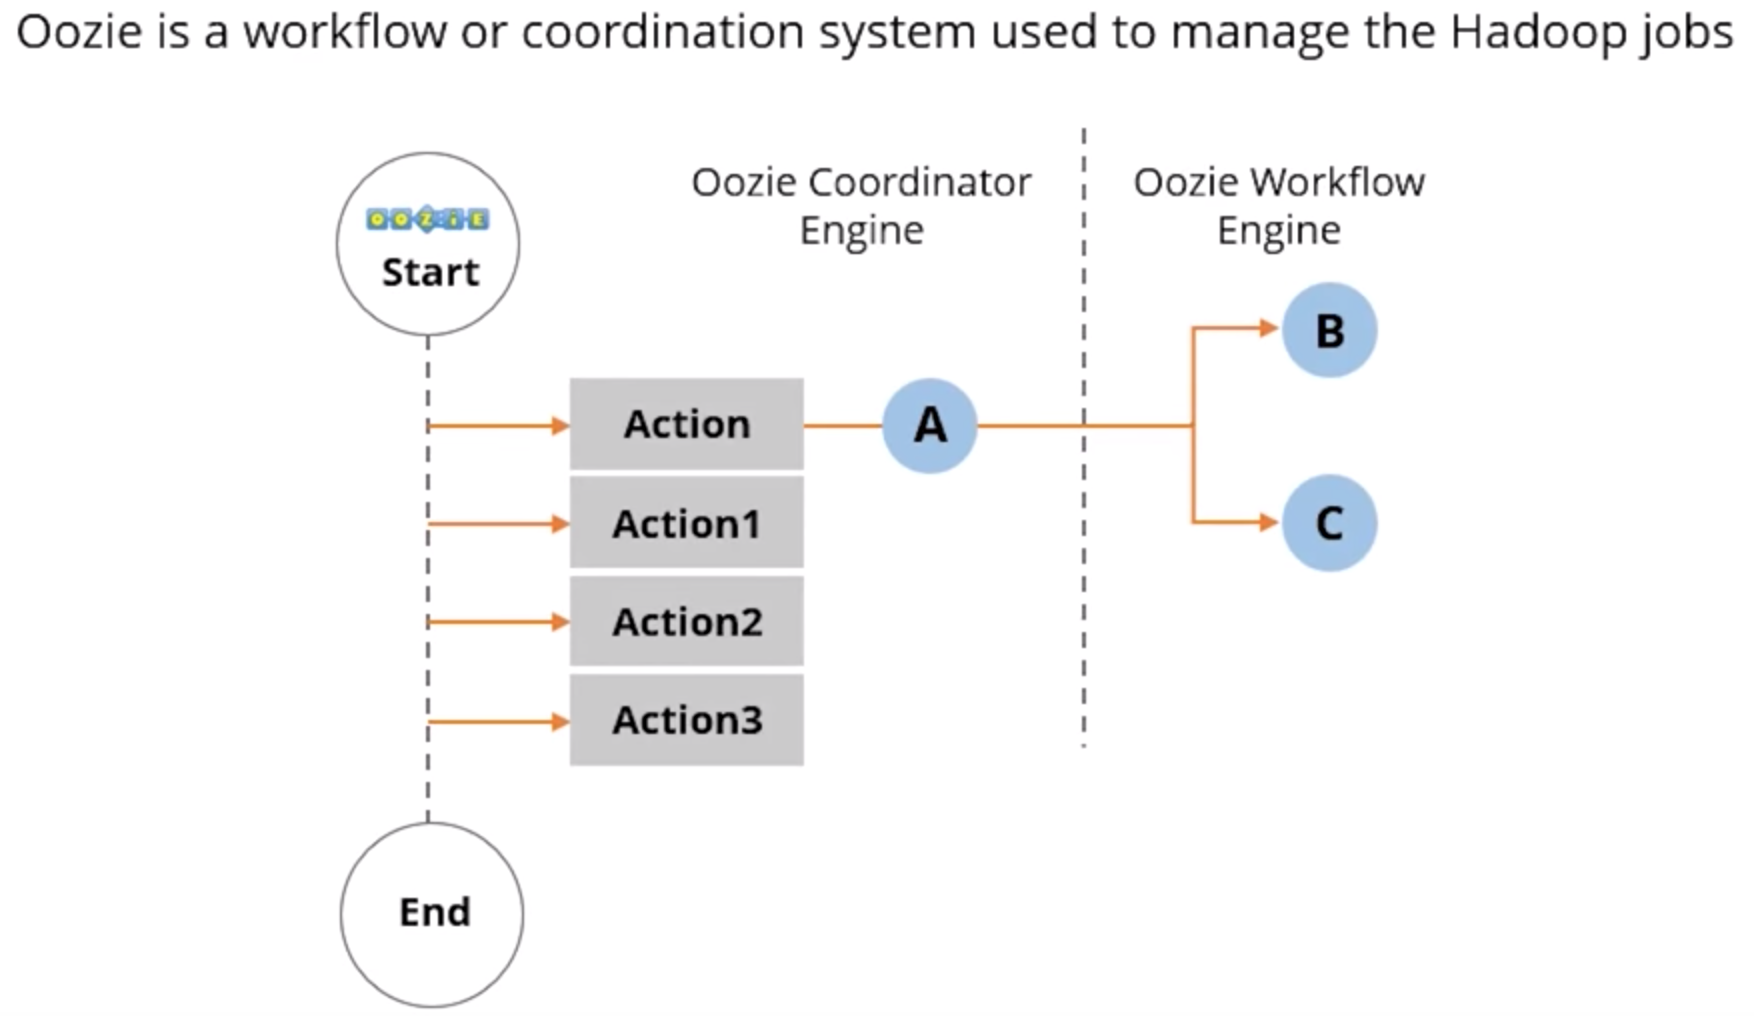 Oozie is a workflow or coordination system used to manage the Hadoop jobs
OOZiE
Start
Oozie Coordinator
Engine
Oozie Workflow
Engine
B
Action
A
Action1
C
Action2
Action3
End